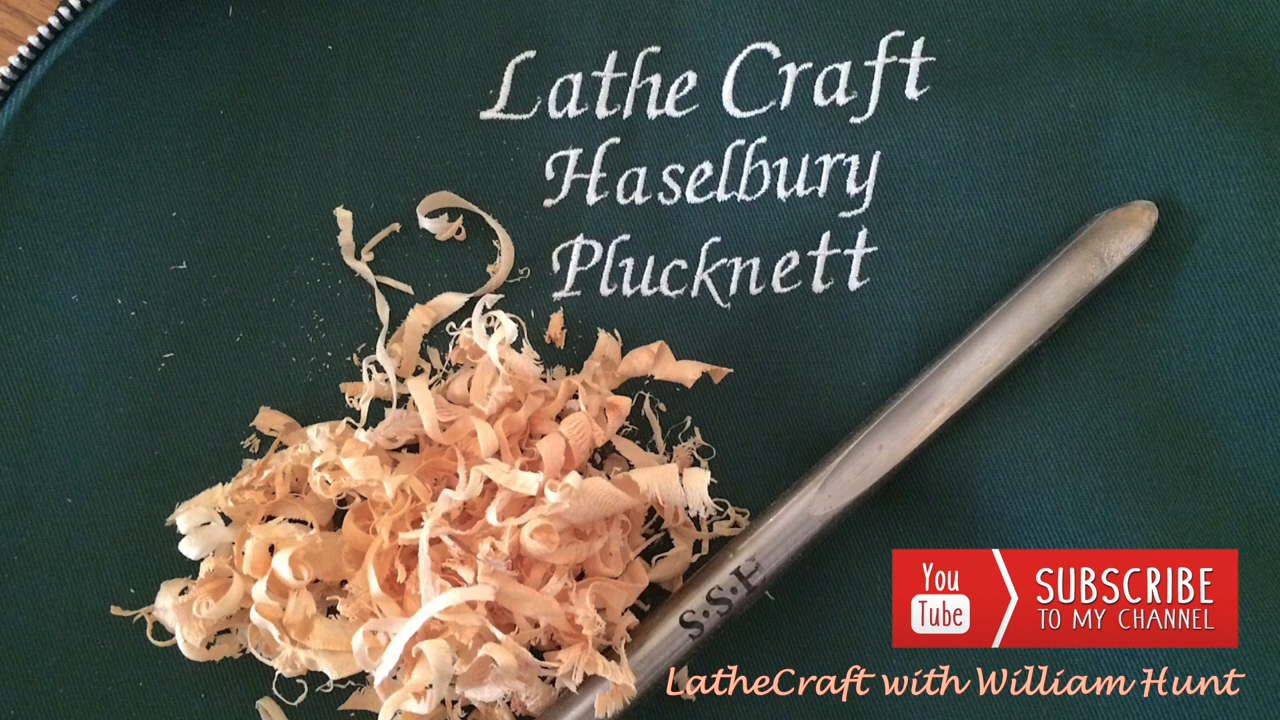 Lathe Craft
Haselbury
Plucknett
S·S·E
You
Tube
SUBSCRIBE
TO MY CHANNEL
LatheCraft with William Hunt